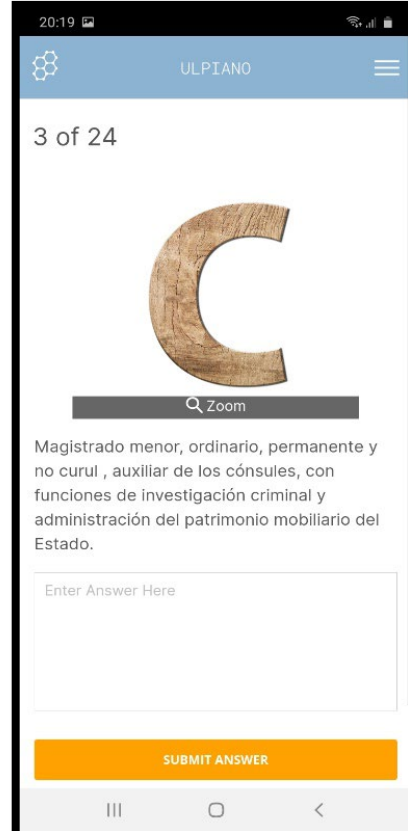 20:19
ULPIANO
3 of 24
C
Zoom
Magistrado menor, ordinario, permanente y
no curul , auxiliar de los cónsules, con
funciones de investigación criminal y
administración del patrimonio mobiliario del
Estado.
Enter Answer Here
SUBMIT ANSWER